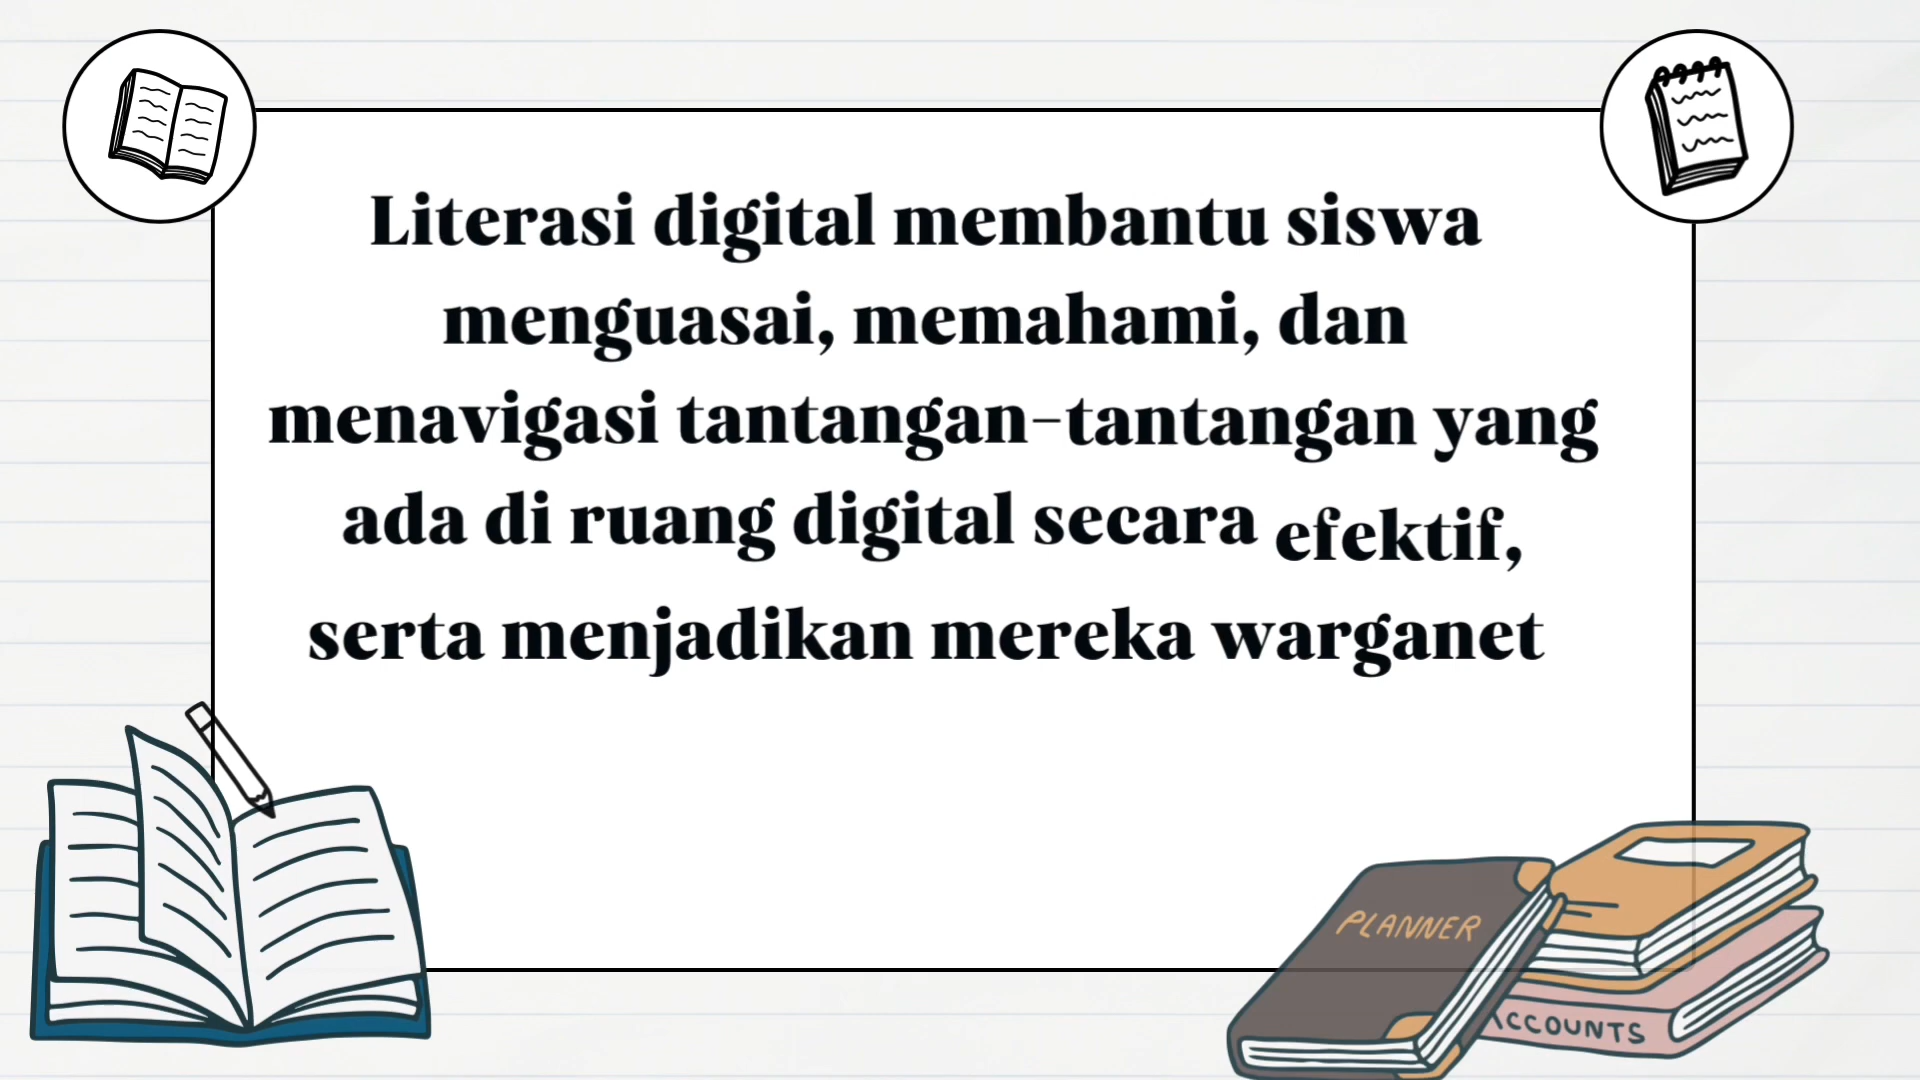 Literasi digital membantu siswa
menguasai, memahami, dan
menavigasi tantangan-tantangan yang
ada di ruang digital secara efektif,
serta menjadikan mereka warganet
PLANNER
ACCOUNTS